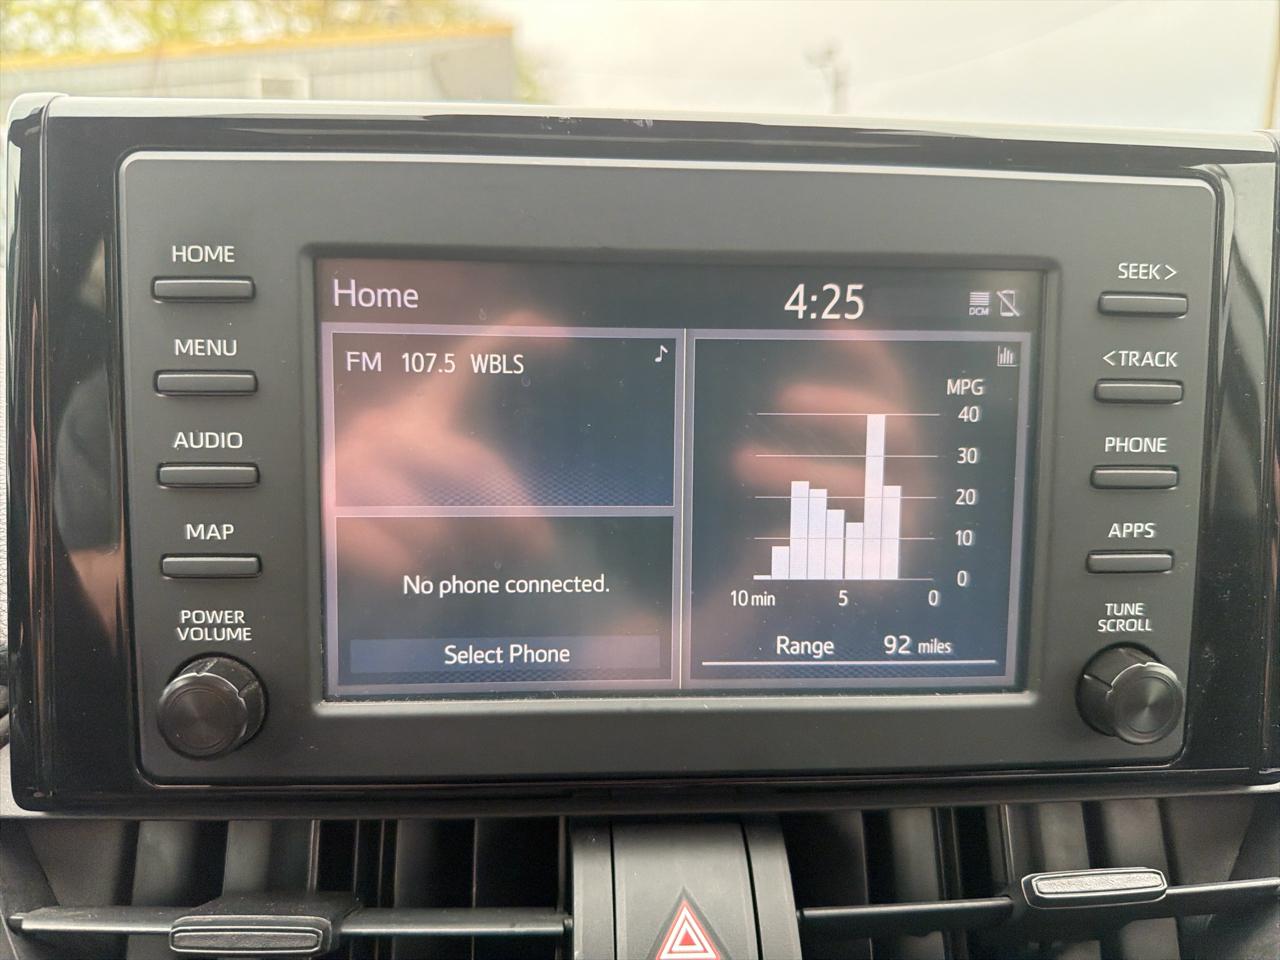 HOME
MENU
AUDIO
MAP
POWER
VOLUME
Home
4:25
DCM
FM 107.5 WBLS
No phone connected.
Select Phone
MPG
40
30
20
10
0
10 min 5 0
Range 92 miles
SEEK >
< TRACK
PHONE
APPS
TUNE
SCROLL